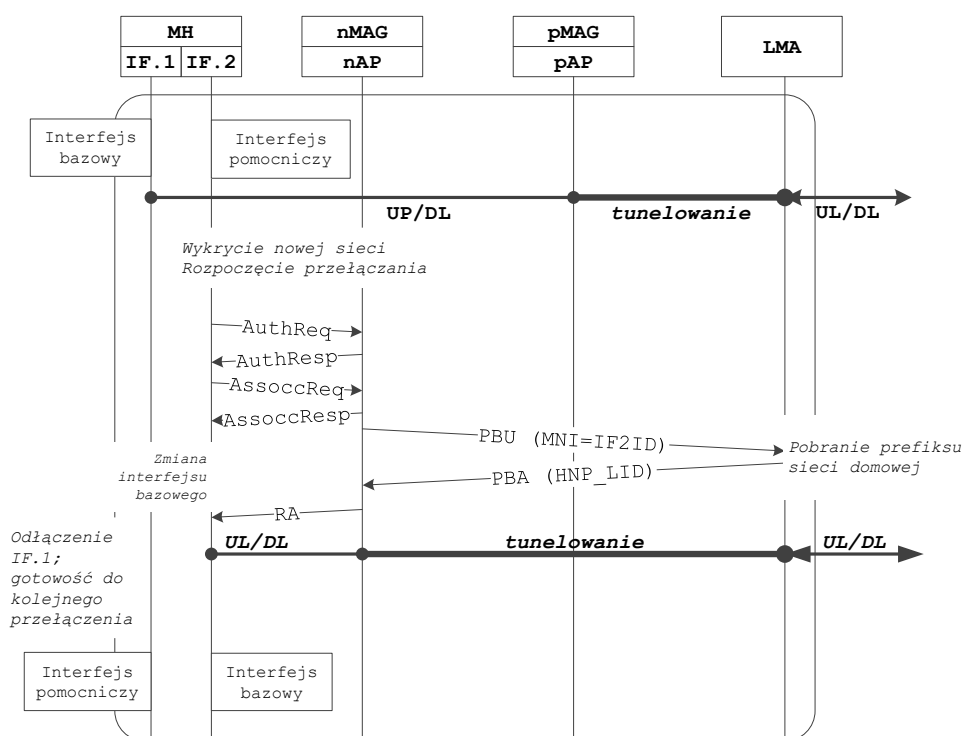 MH
nMAG
pMAG
LMA
IF.1
IF.2
nAP
pAP
Interfejs
bazowy
Interfejs
pomocniczy
UP/DL
tunelowanie
UL/DL
Wykrycie nowej sieci
Rozpoczęcie przełączania
AuthReq
AuthResp
AssoccReq
AssoccResp
PBU (MNI=IF2ID)
Pobranie prefiksu
sieci domowej
PBA (HNP_LID)
Zmiana
interfejsu
bazowego
RA
Odłączenie
IF.1;
gotowość do
kolejnego
przełączenia
UL/DL
tunelowanie
UL/DL
Interfejs
pomocniczy
Interfejs
bazowy